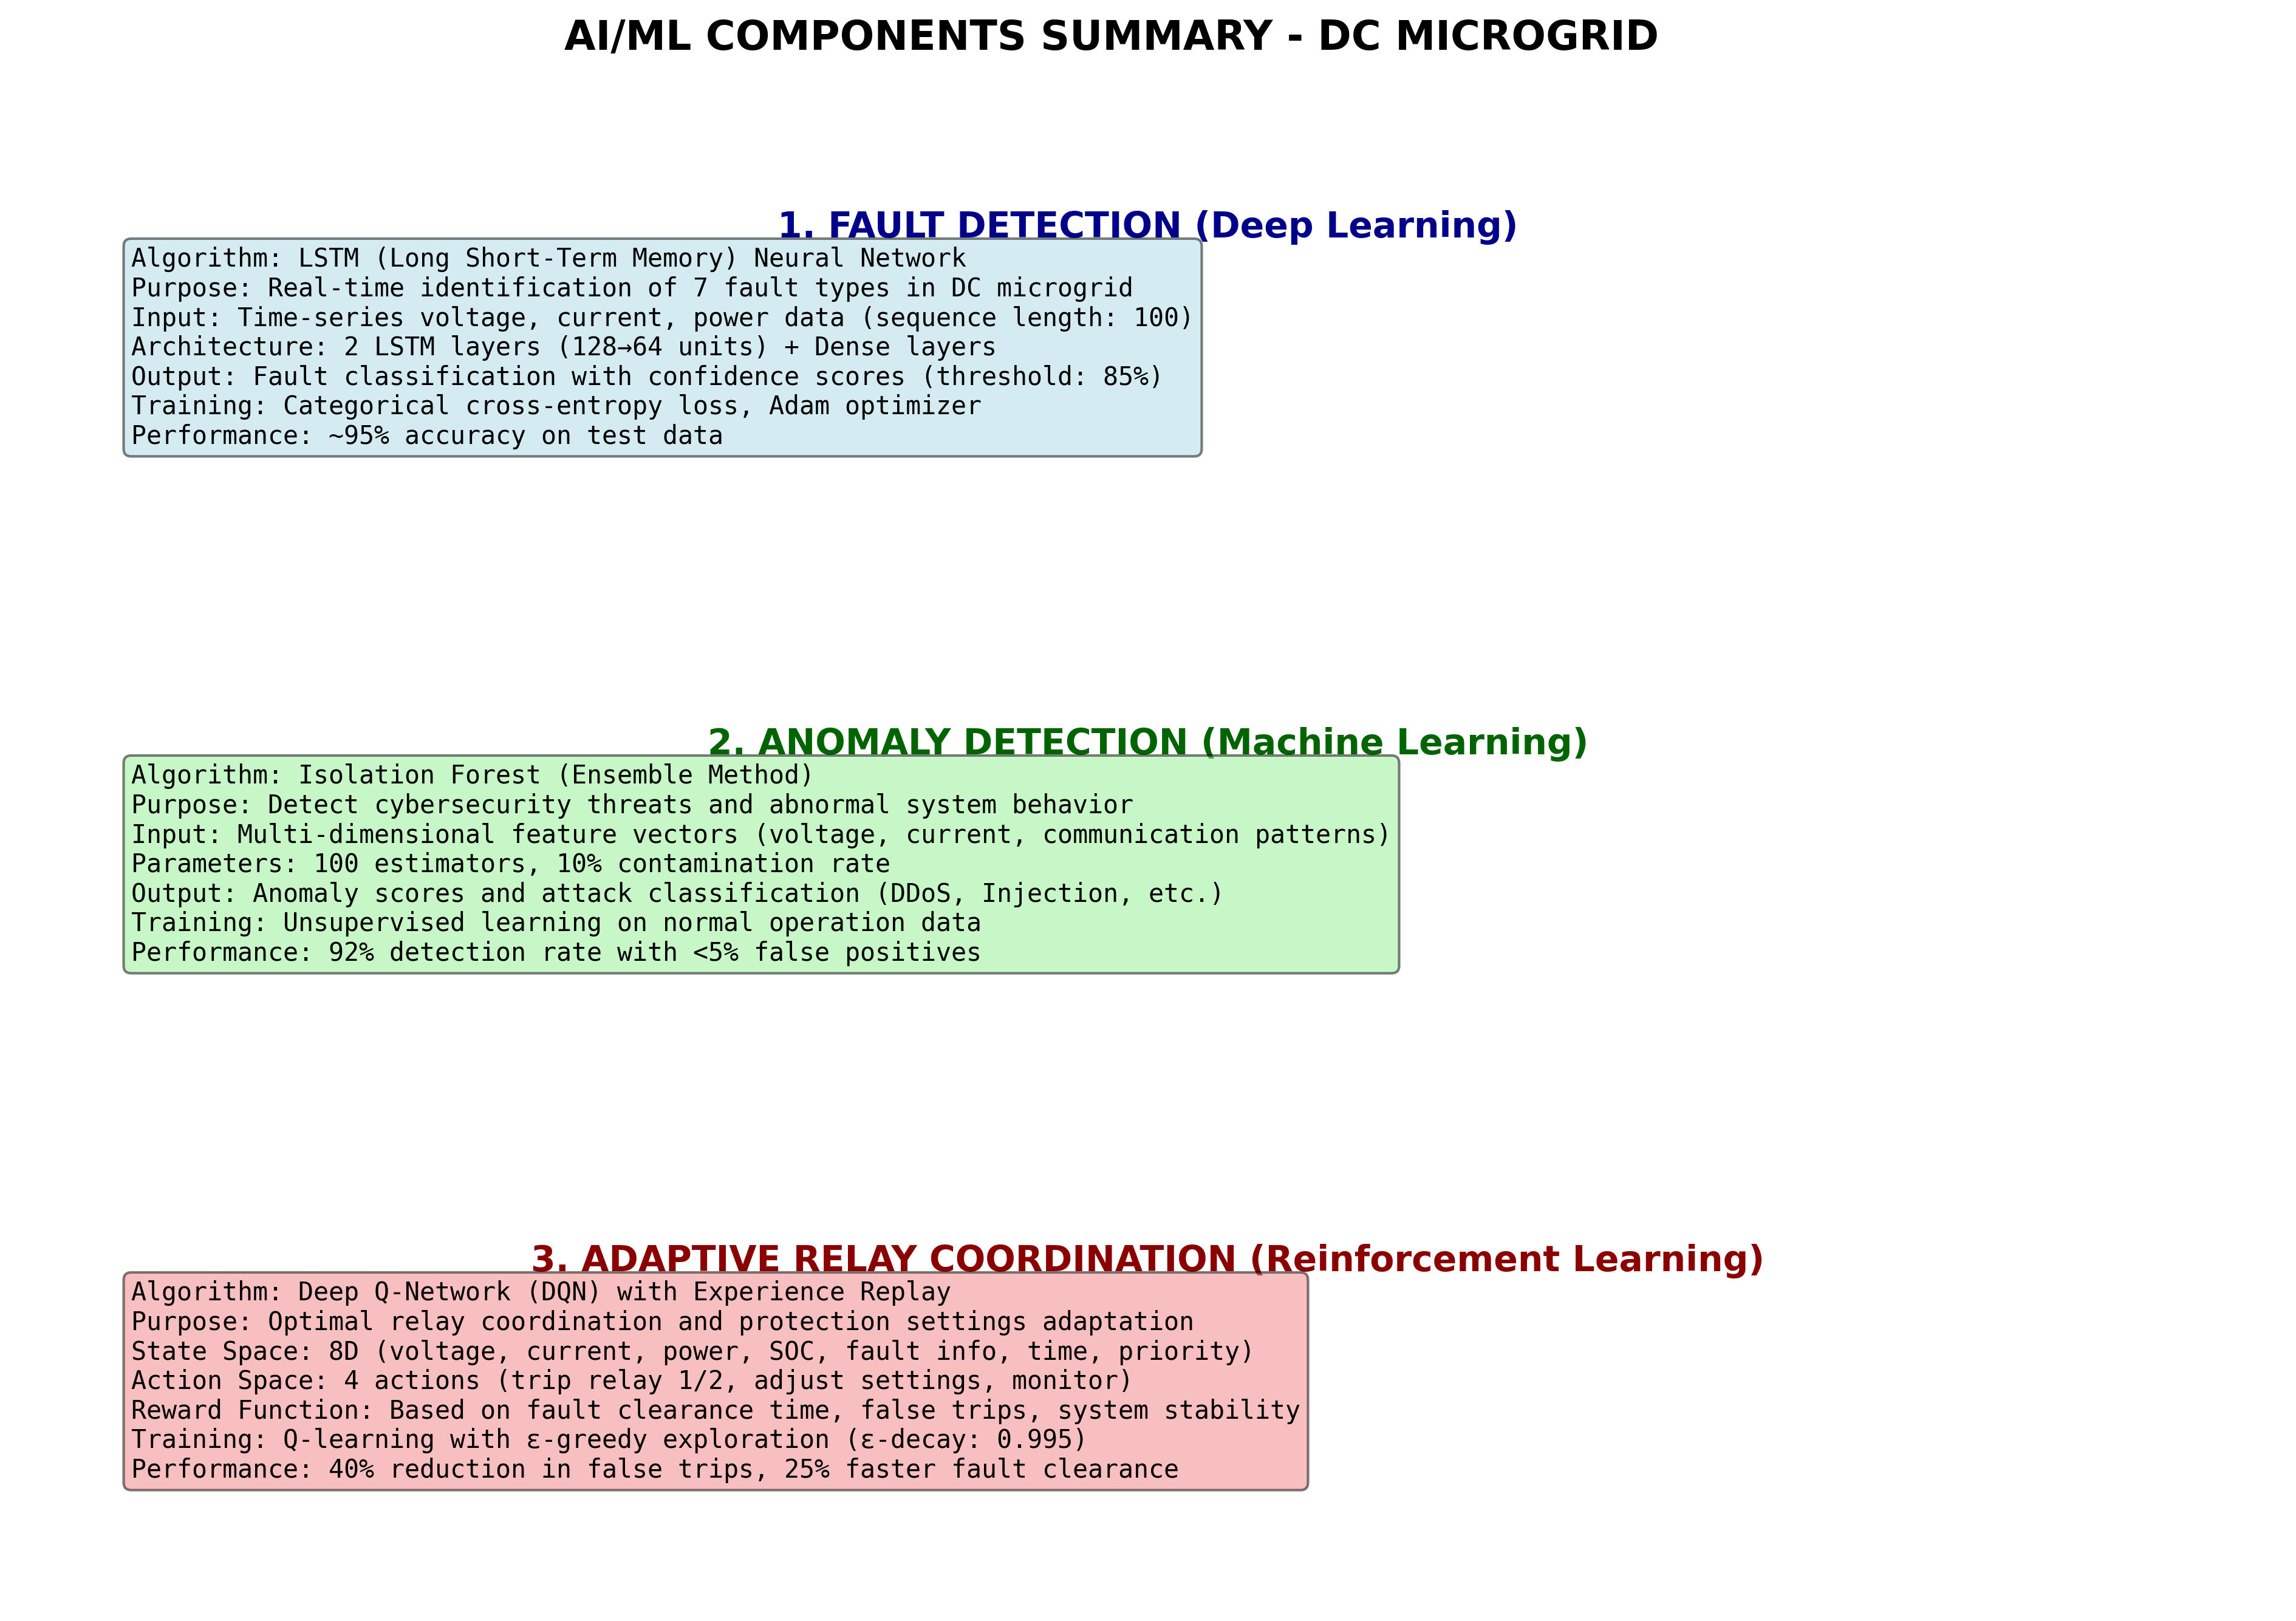 AI/ML COMPONENTS SUMMARY - DC MICROGRID
1. FAULT DETECTION (Deep Learning)
Algorithm: LSTM (Long Short-Term Memory) Neural Network
Purpose: Real-time identification of 7 fault types in DC microgrid
Input: Time-series voltage, current, power data (sequence length: 100)
Architecture: 2 LSTM layers (128→64 units) + Dense layers
Output: Fault classification with confidence scores (threshold: 85%)
Training: Categorical cross-entropy loss, Adam optimizer
Performance: ~95% accuracy on test data
2. ANOMALY DETECTION (Machine Learning)
Algorithm: Isolation Forest (Ensemble Method)
Purpose: Detect cybersecurity threats and abnormal system behavior
Input: Multi-dimensional feature vectors (voltage, current, communication patterns)
Parameters: 100 estimators, 10% contamination rate
Output: Anomaly scores and attack classification (DDoS, Injection, etc.)
Training: Unsupervised learning on normal operation data
Performance: 92% detection rate with <5% false positives
3. ADAPTIVE RELAY COORDINATION (Reinforcement Learning)
Algorithm: Deep Q-Network (DQN) with Experience Replay
Purpose: Optimal relay coordination and protection settings adaptation
State Space: 8D (voltage, current, power, SOC, fault info, time, priority)
Action Space: 4 actions (trip relay 1/2, adjust settings, monitor)
Reward Function: Based on fault clearance time, false trips, system stability
Training: Q-learning with ε-greedy exploration (ε-decay: 0.995)
Performance: 40% reduction in false trips, 25% faster fault clearance